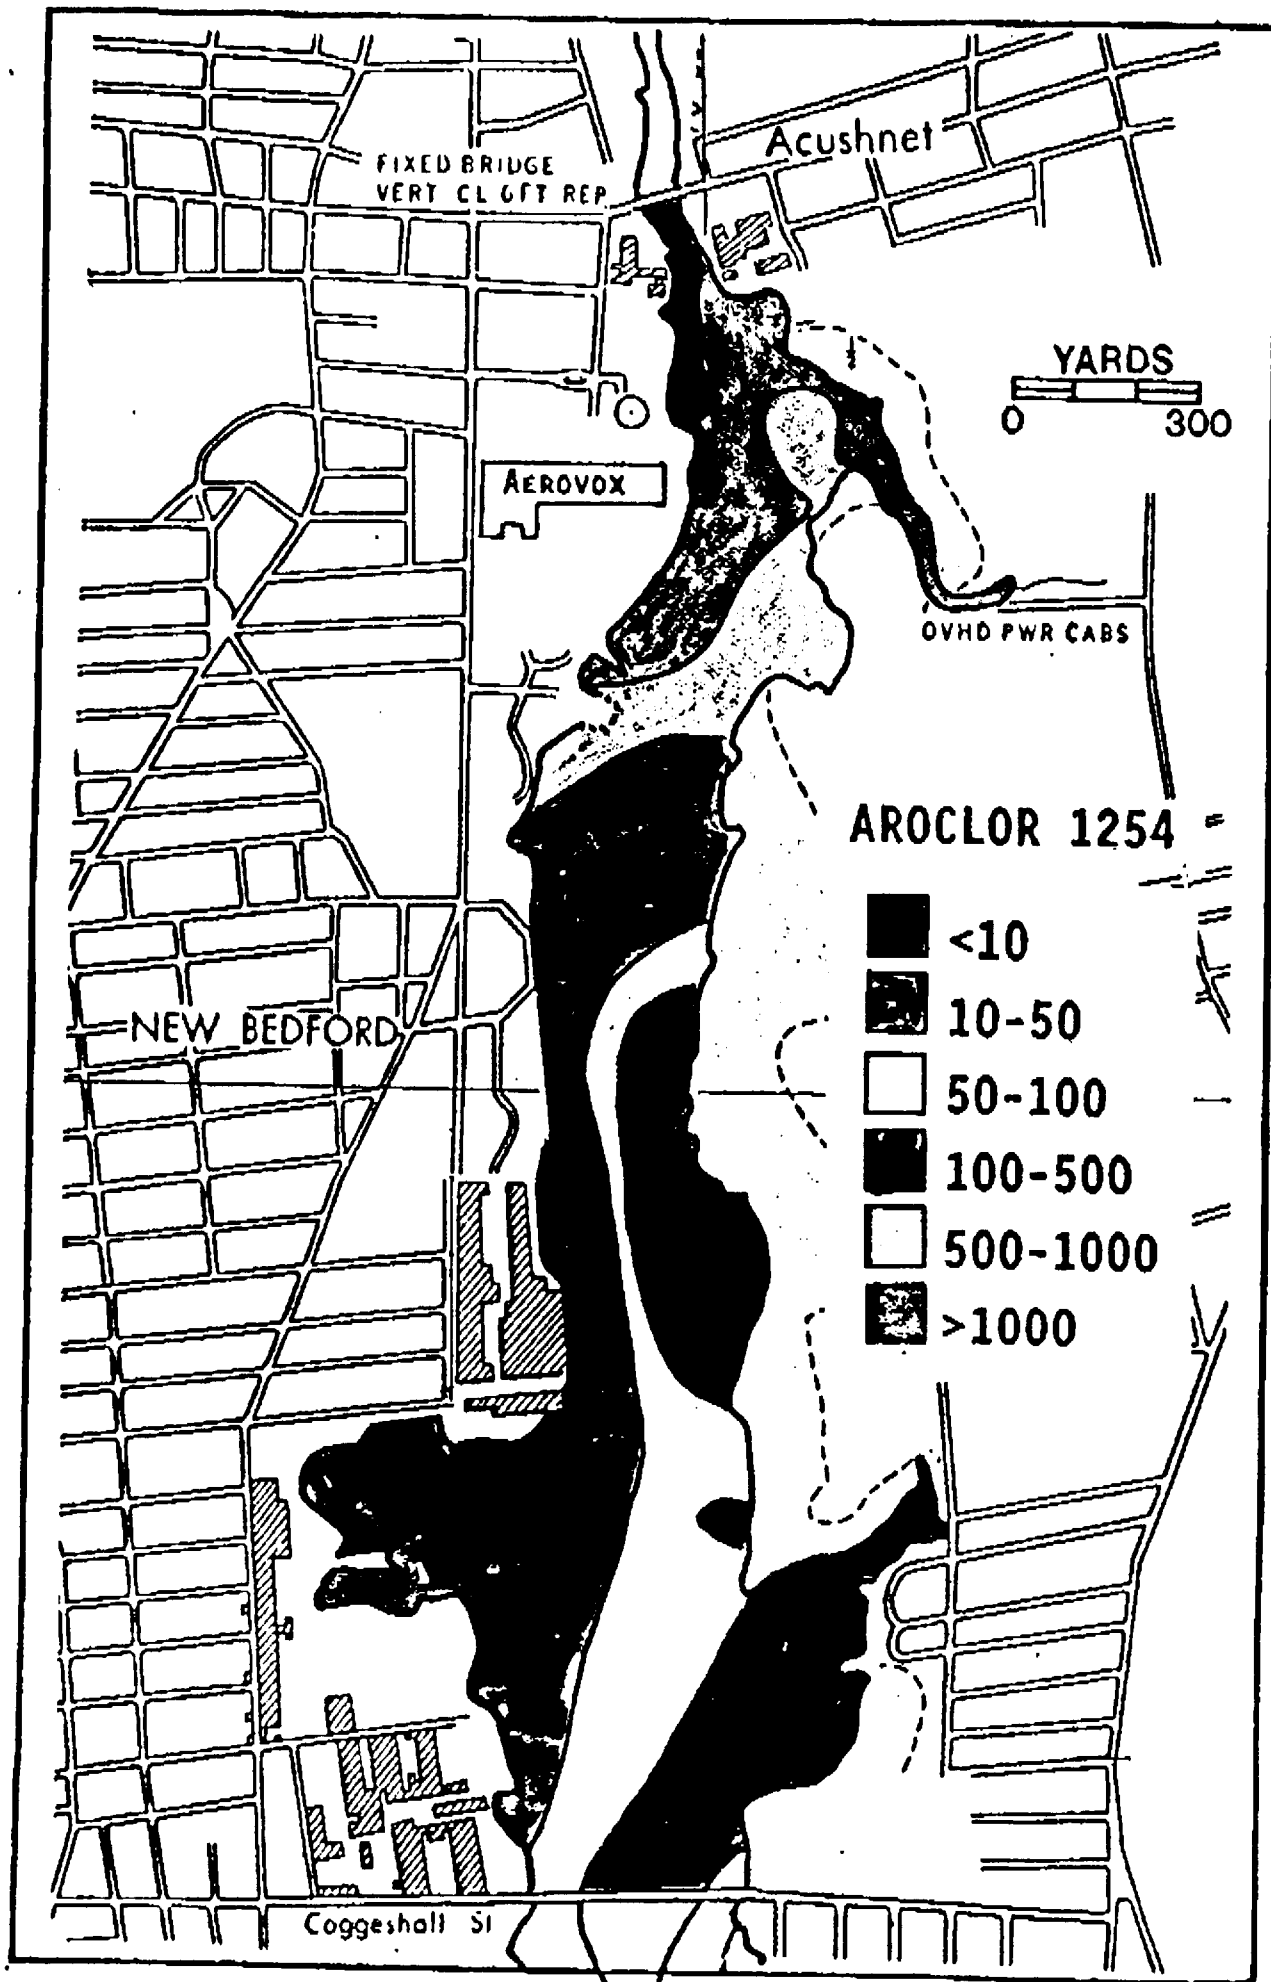 Acushnet
FIXED BRIDGE
VERT CL 6FT REP
YARDS
0 300
AEROVOX
OVHD PWR CABS
AROCLOR 1254
<10
10-50
NEW BEDFORD
50-100
100-500
500-1000
>1000
Coggeshall St